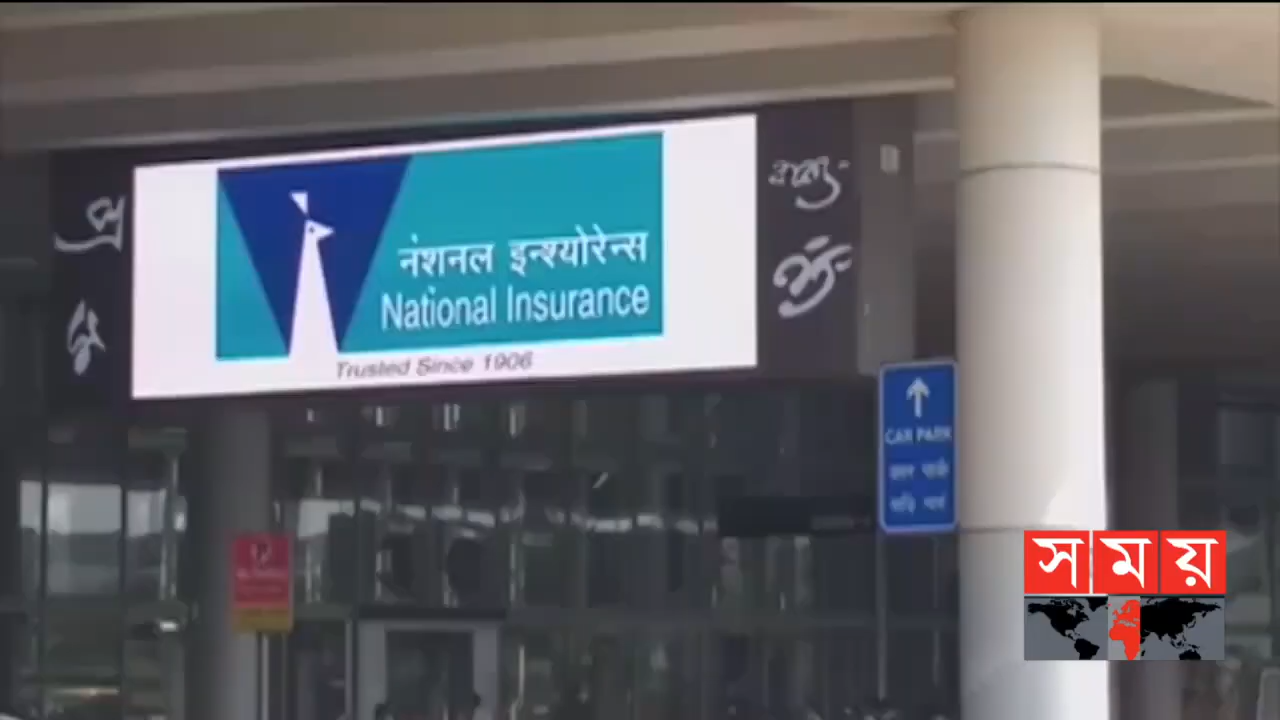 नेशनल इन्श्योरेन्स
National Insurance
Trusted Since 1906
CAR PARK
कार पार्क
সময়